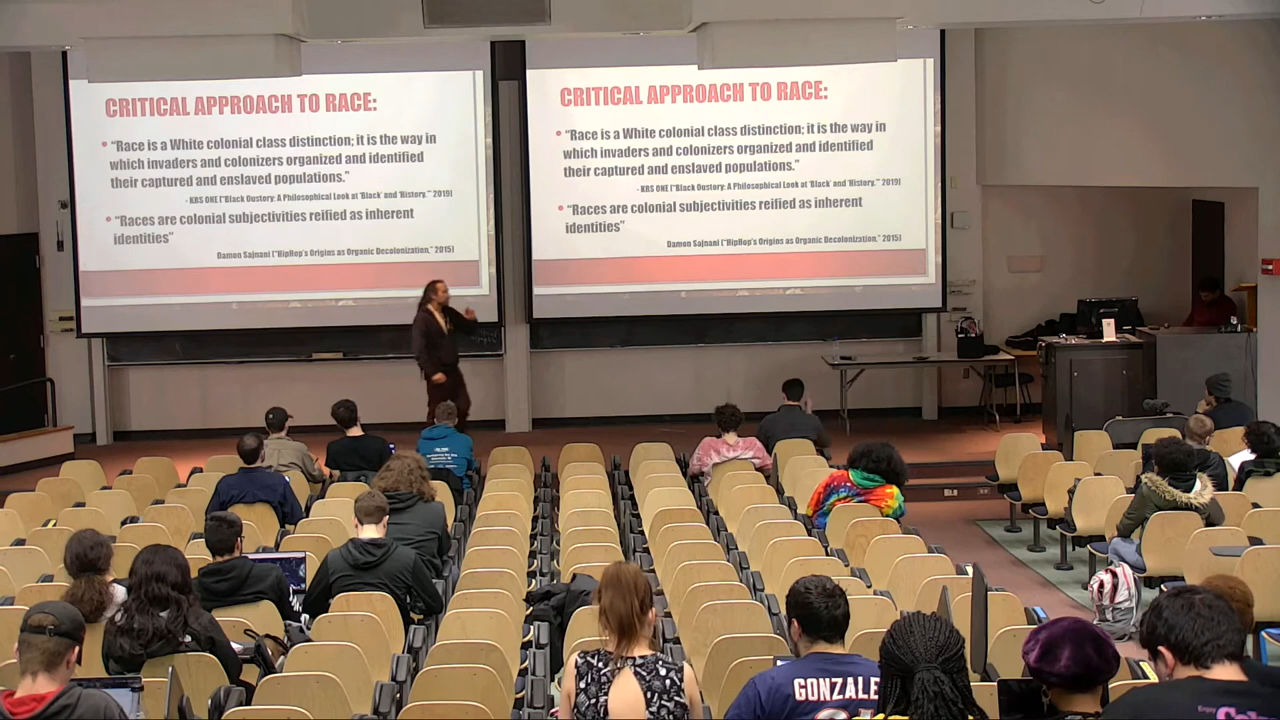 CRITICAL APPROACH TO RACE:
• “Race is a White colonial class distinction; it is the way in
which invaders and colonizers organized and identified
their captured and enslaved populations.”
- KRS ONE (“Black Oustory: A Philosophical Look at ‘Black’ and ‘History,’” 2019)
• “Races are colonial subjectivities reified as inherent
identities”
Damon Sajnani (“HipHop’s Origins as Organic Decolonization,” 2015)
CRITICAL APPROACH TO RACE:
• “Race is a White colonial class distinction; it is the way in
which invaders and colonizers organized and identified
their captured and enslaved populations.”
- KRS ONE (“Black Oustory: A Philosophical Look at ‘Black’ and ‘History,’” 2019)
• “Races are colonial subjectivities reified as inherent
identities”
Damon Sajnani (“HipHop’s Origins as Organic Decolonization,” 2015)
GONZALE
Enjoy